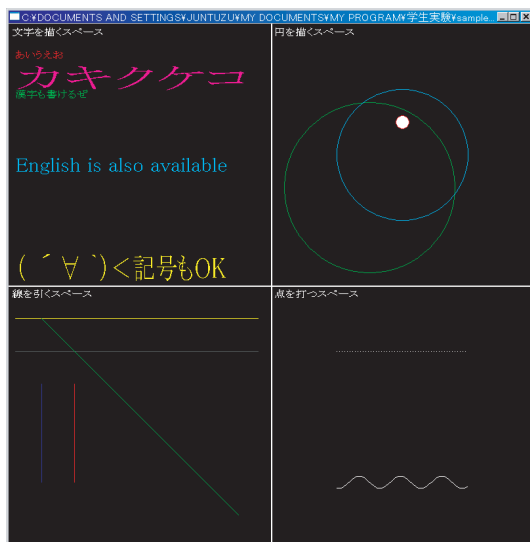 C:¥DOCUMENTS AND SETTINGS¥JUNTUZU¥MY DOCUMENTS¥MY PROGRAM¥学生実験¥sample...
文字を描くスペース
あいうえお
カキクケコ
漢字も書けるぜ
English is also available
( ´ ∀ `)<記号もOK
円を描くスペース
線を引くスペース
点を打つスペース